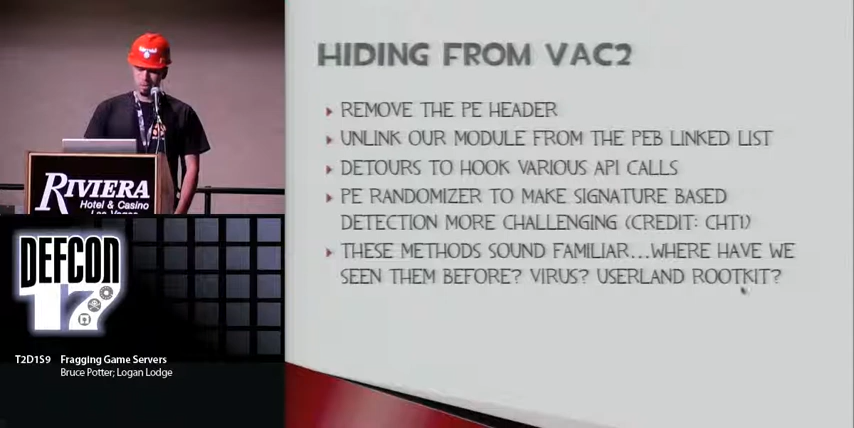 HIDING FROM VAC2
REMOVE THE PE HEADER
UNLINK OUR MODULE FROM THE PEB LINKED LIST
DETOURS TO HOOK VARIOUS API CALLS
PE RANDOMIZER TO MAKE SIGNATURE BASED
DETECTION MORE CHALLENGING (CREDIT: CHT1)
THESE METHODS SOUND FAMILIAR...WHERE HAVE WE
SEEN THEM BEFORE? VIRUS? USERLAND ROOTKIT?
RIVIERA
Hotel & Casino
Las Vegas
DEFCON
17
T2D1S9 Fragging Game Servers
Bruce Potter; Logan Lodge